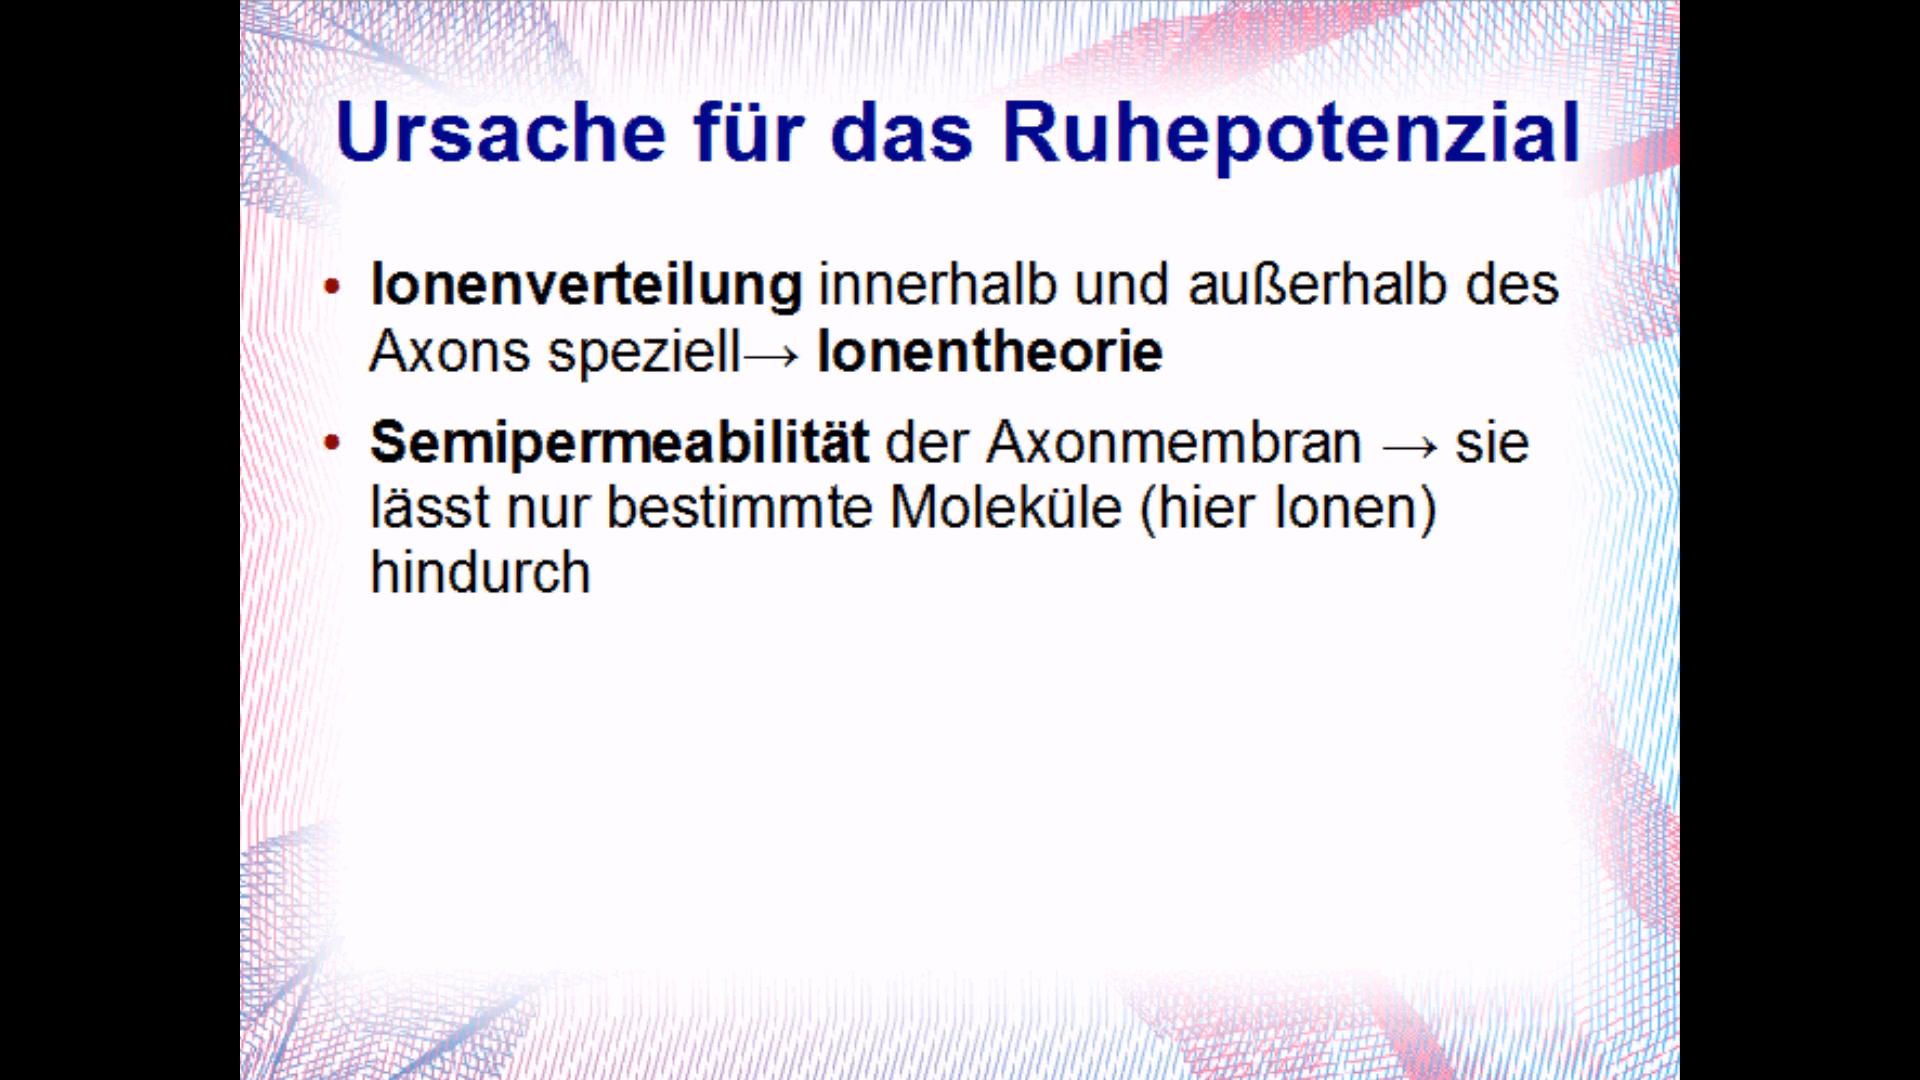 Ursache für das Ruhepotenzial
• Ionenverteilung innerhalb und außerhalb des
Axons speziell→ Ionentheorie
• Semipermeabilität der Axonmembran → sie
lässt nur bestimmte Moleküle (hier Ionen)
hindurch